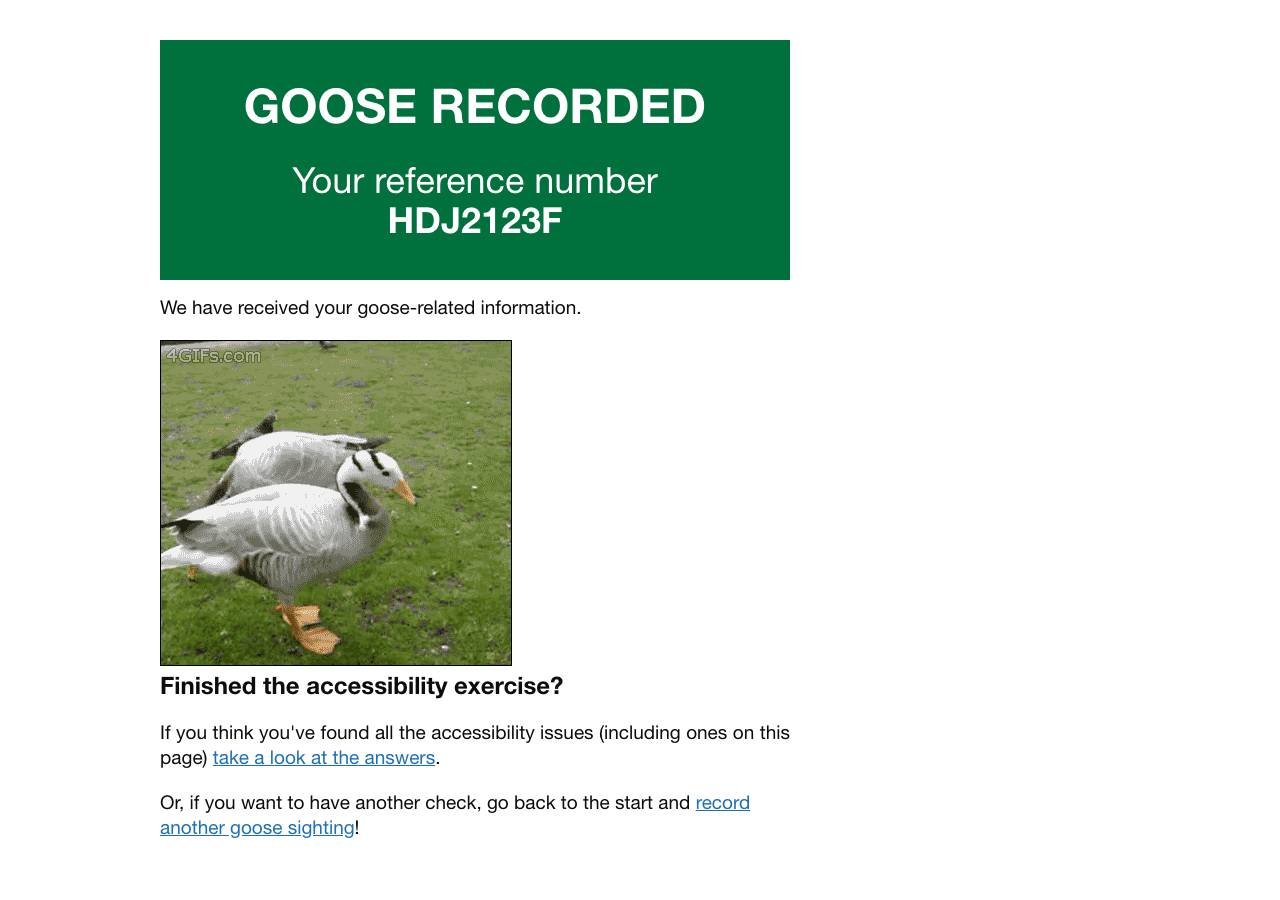 GOOSE RECORDED
Your reference number
HDJ2123F
We have received your goose-related information.
4GIFs.com
Finished the accessibility exercise?
If you think you've found all the accessibility issues (including ones on this
page) take a look at the answers.
Or, if you want to have another check, go back to the start and record
another goose sighting!